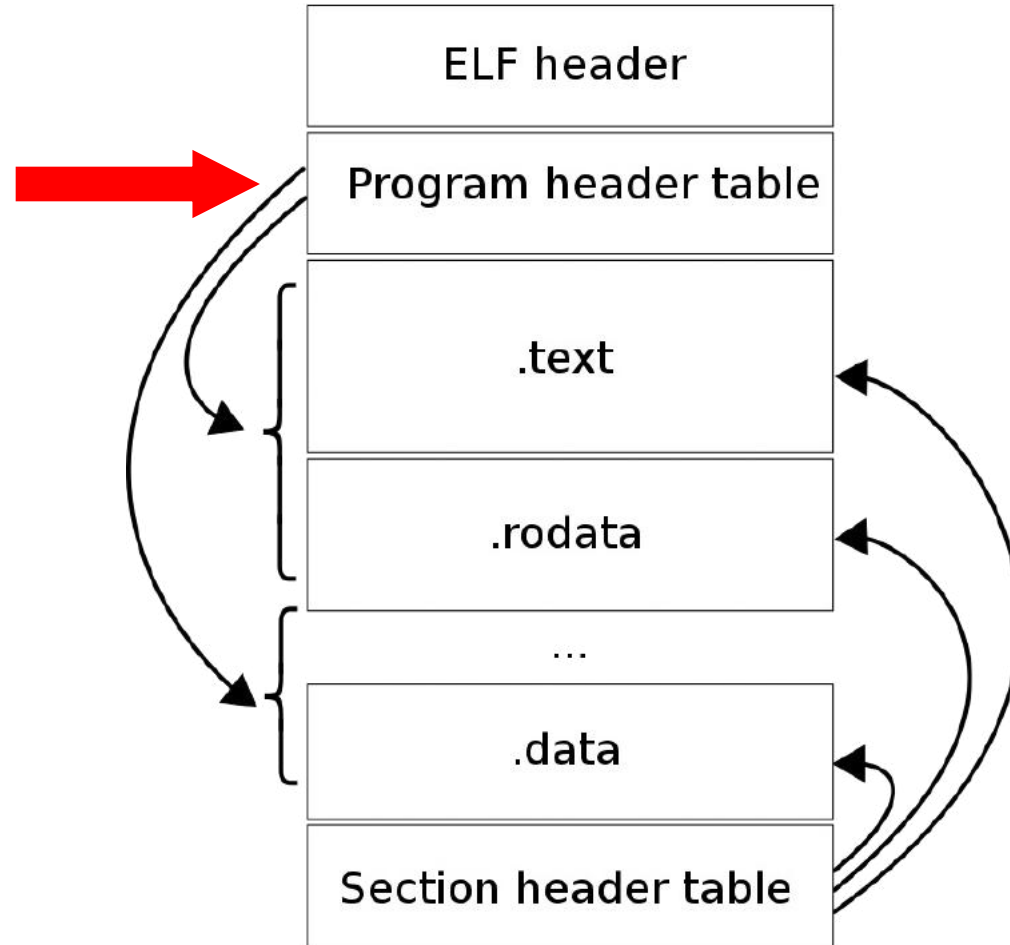 ELF header
Program header table
.text
.rodata
...
.data
Section header table